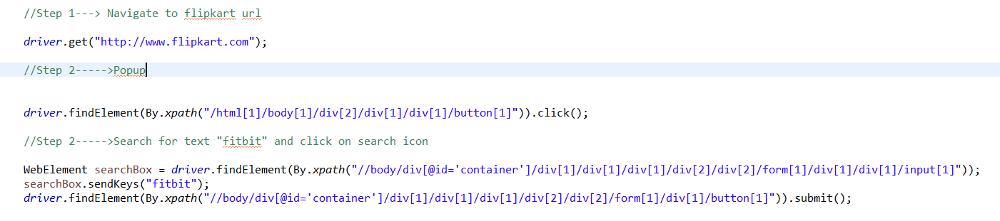 //Step 1---> Navigate to flipkart url
driver.get("http://www.flipkart.com");
//Step 2----->Popup
driver.findElement(By.xpath("/html[1]/body[1]/div[2]/div[1]/div[1]/button[1]")).click();
//Step 2----->Search for text "fitbit" and click on search icon
WebElement searchBox = driver.findElement(By.xpath("//body/div[@id='container']/div[1]/div[1]/div[1]/div[2]/div[2]/form[1]/div[1]/div[1]/input[1]"));
searchBox.sendKeys("fitbit");
driver.findElement(By.xpath("//body/div[@id='container']/div[1]/div[1]/div[1]/div[2]/div[2]/form[1]/div[1]/button[1]")).submit();